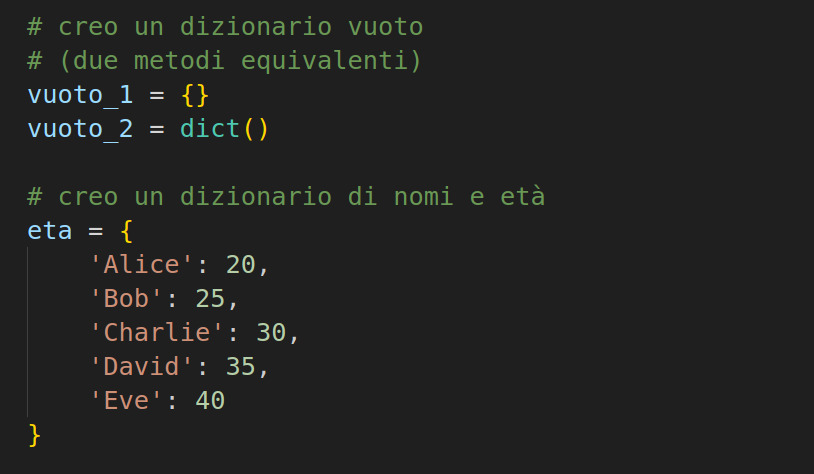 # creo un dizionario vuoto
# (due metodi equivalenti)
vuoto_1 = {}
vuoto_2 = dict()
# creo un dizionario di nomi e età
eta = {
    'Alice': 20,
    'Bob': 25,
    'Charlie': 30,
    'David': 35,
    'Eve': 40
}